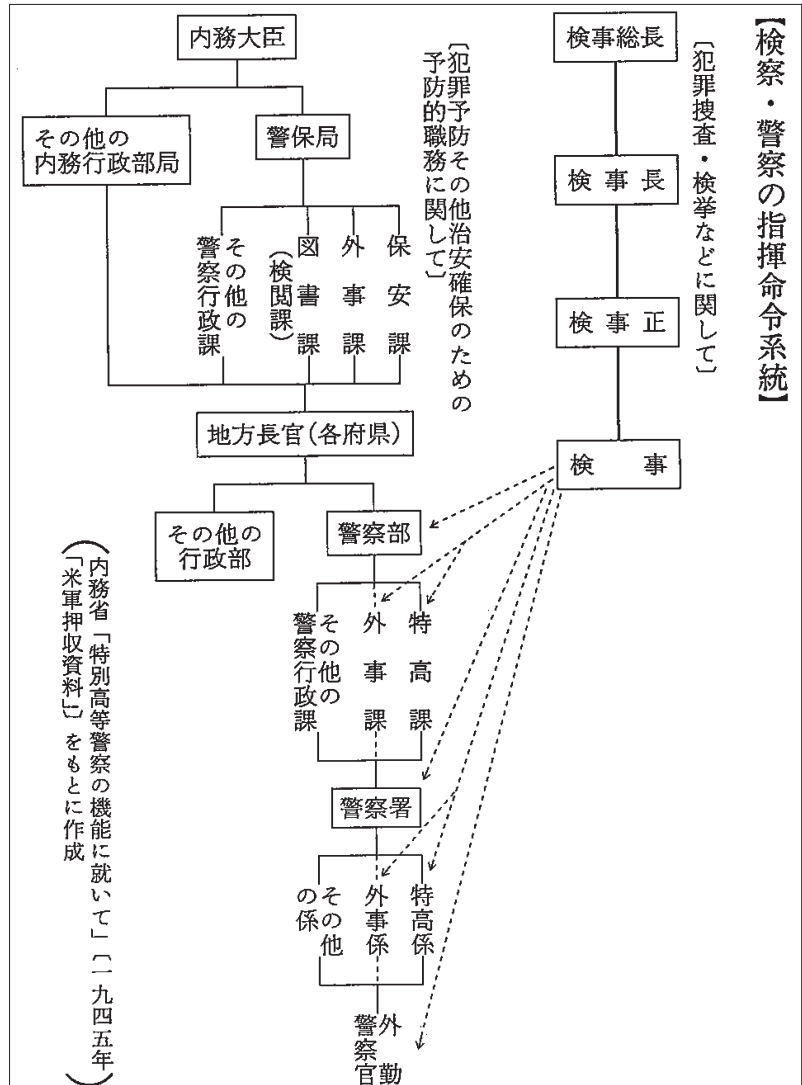 【検察・警察の指揮命令系統】
〔犯罪捜査・検挙などに関して〕
検事総長
検事長
検事正
検事
〔犯罪予防その他治安確保のための
予防的職務に関して〕
内務大臣
警保局
その他の
内務行政部局
保安課
外事課
図書課
（検閲課）
その他の
警察行政課
地方長官（各府県）
警察部
その他の
行政部
特高課
外事課
その他の
警察行政課
警察署
特高係
外事係
その他
の係
外勤
警察官
（内務省「特別高等警察の機能に就いて」〔一九四五年
「米軍押収資料」〕をもとに作成）